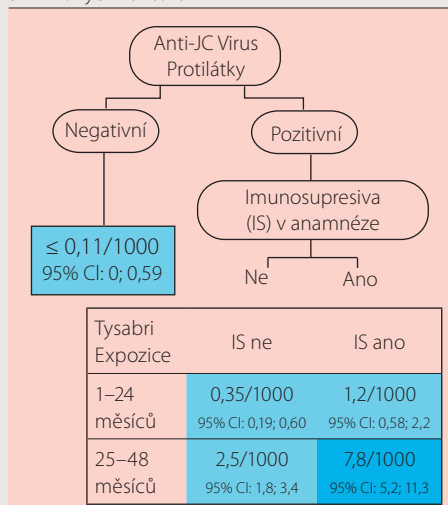 Anti-JC Virus
Protilátky
Negativní
Pozitivní
Imunosupresiva
(IS) v anamnéze
≤ 0,11/1000
95% CI: 0; 0,59
Ne
Ano
Tysabri
Expozice
IS ne
IS ano
1–24
měsíců
0,35/1000
95% CI: 0,19; 0,60
1,2/1000
95% CI: 0,58; 2,2
25–48
měsíců
2,5/1000
95% CI: 1,8; 3,4
7,8/1000
95% CI: 5,2; 11,3